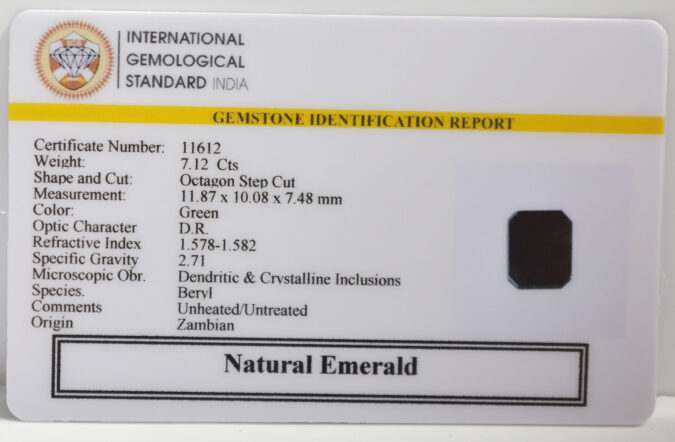 IGS
INTERNATIONAL
GEMOLOGICAL
STANDARD INDIA
GEMSTONE IDENTIFICATION REPORT
Certificate Number: 11612
Weight: 7.12 Cts
Shape and Cut: Octagon Step Cut
Measurement: 11.87 x 10.08 x 7.48 mm
Color: Green
Optic Character D.R.
Refractive Index 1.578-1.582
Specific Gravity 2.71
Microscopic Obr. Dendritic & Crvstalline Inclusions
Species. Beryl
Comments Unheated/Untreated
Origin Zambian
Natural Emerald